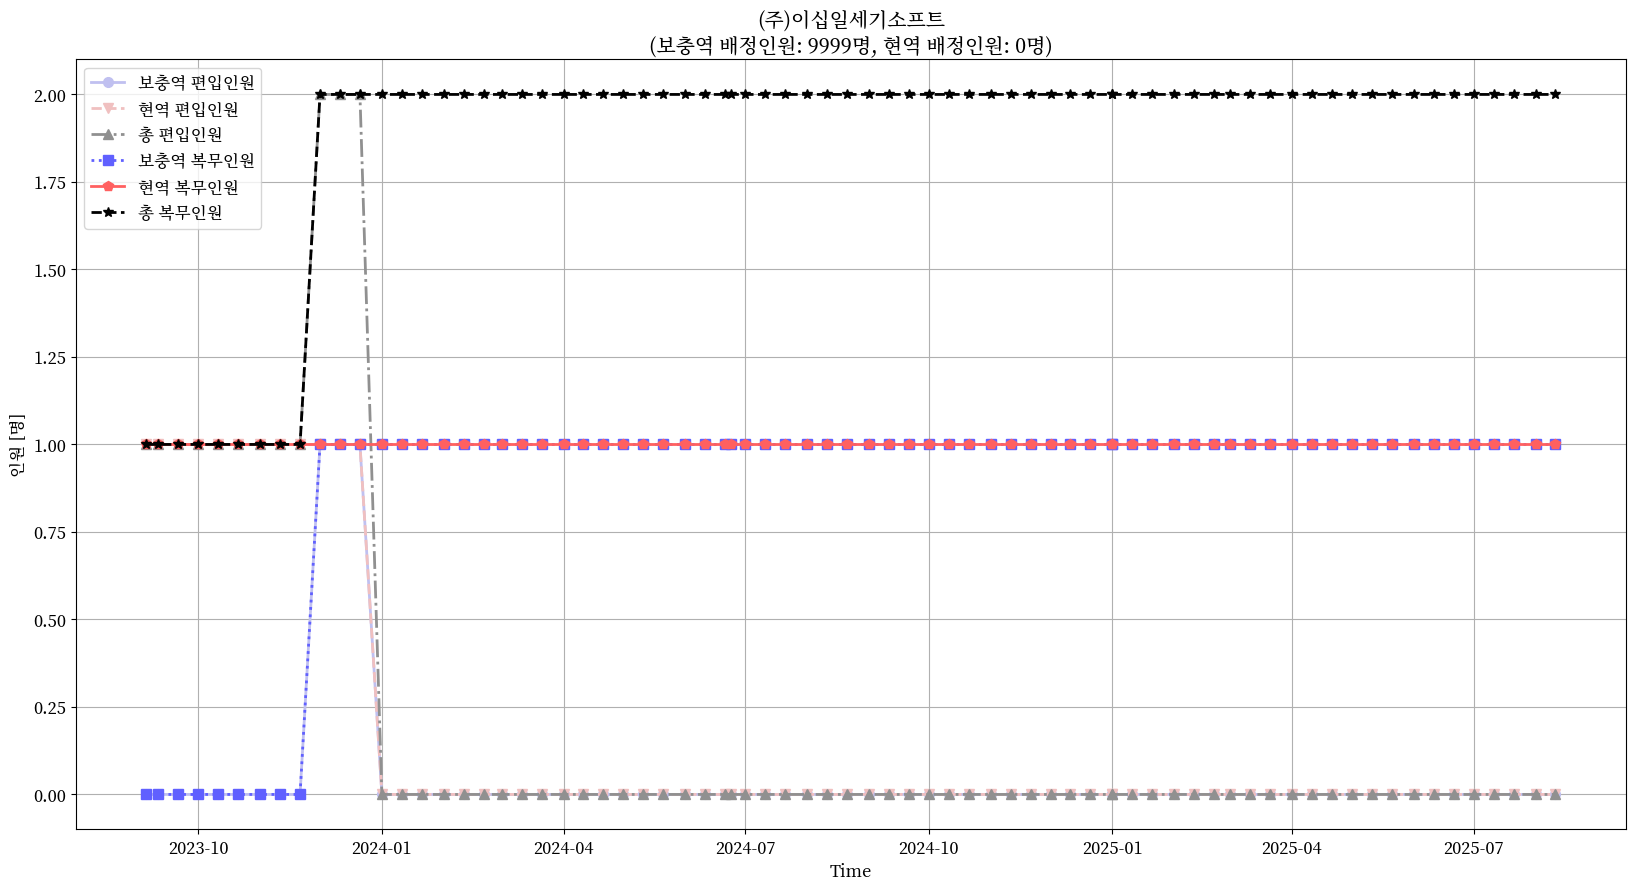 (주)이십일세기소프트
(보충역 배정인원: 9999명, 현역 배정인원: 0명)
보충역 편입인원
현역 편입인원
총 편입인원
보충역 복무인원
현역 복무인원
총 복무인원
2.00
1.75
1.50
1.25
1.00
0.75
0.50
0.25
0.00
인원 [명]
2023-10
2024-01
2024-04
2024-07
2024-10
2025-01
2025-04
2025-07
Time